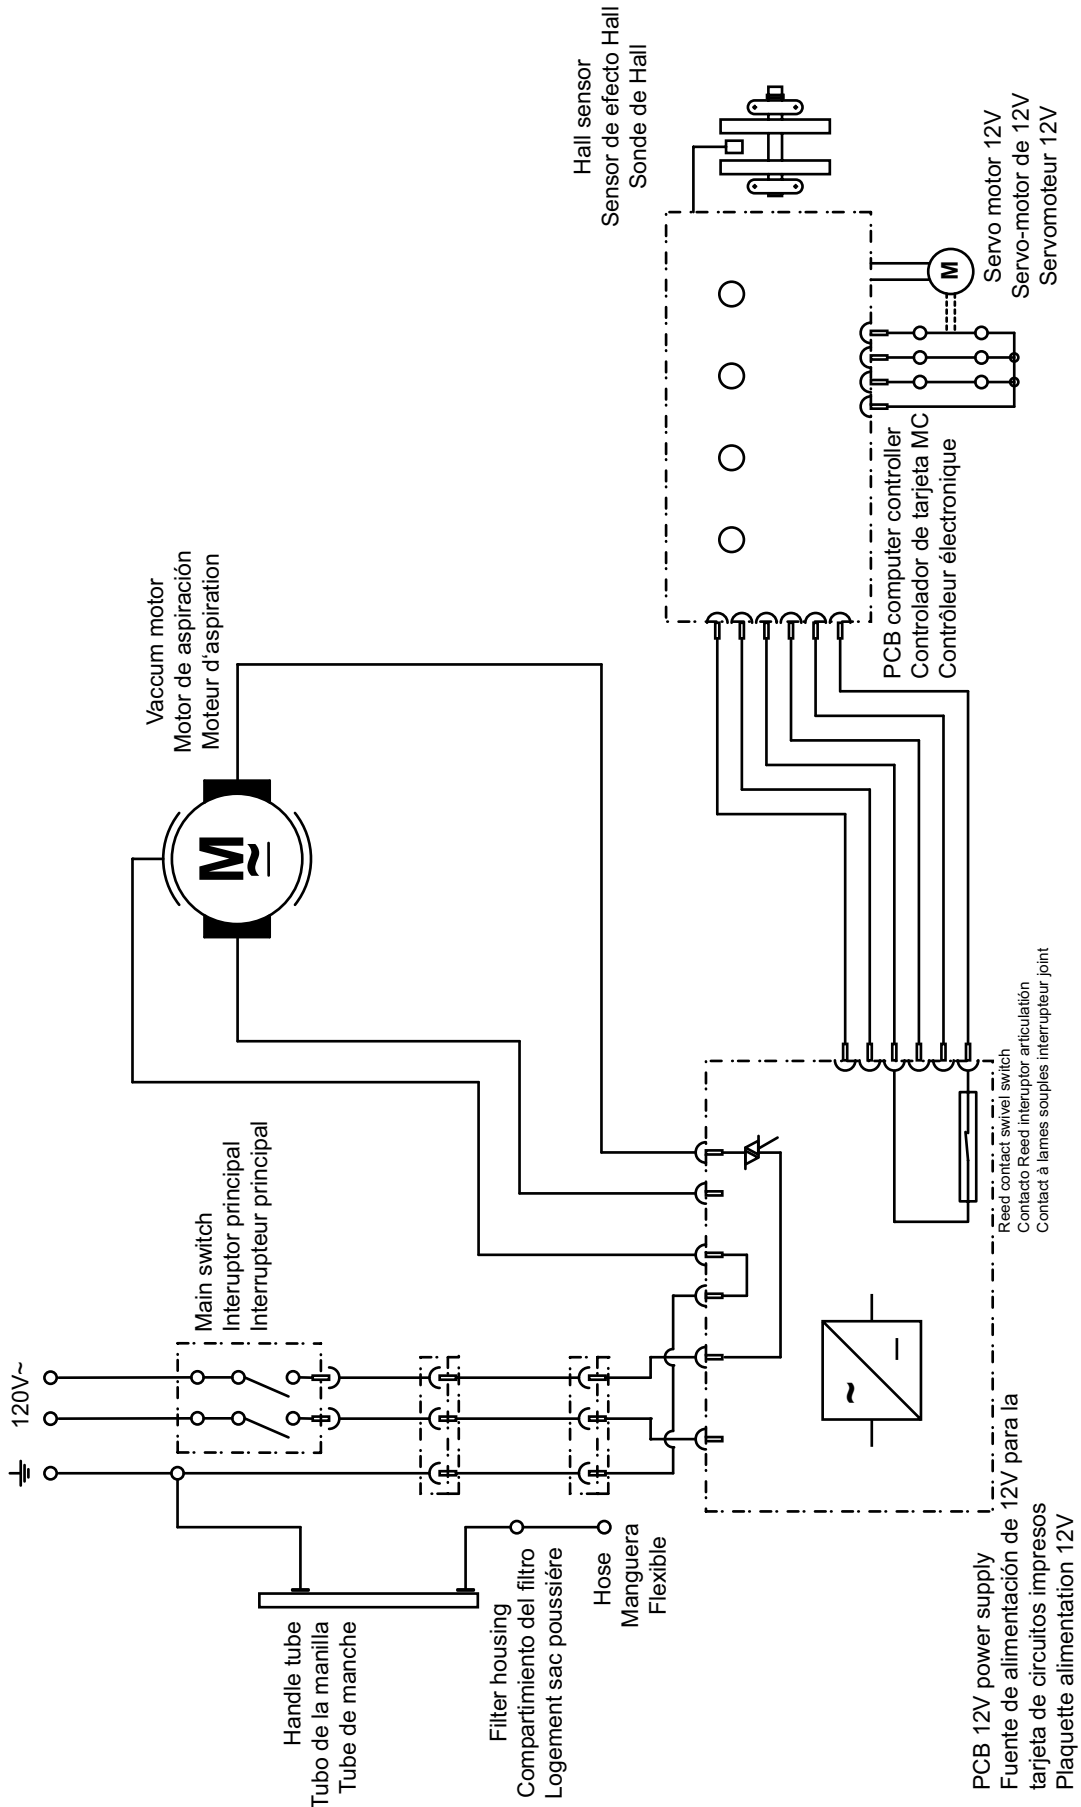 120V~
Main switch
Interuptor principal
Interrupteur principal
Handle tube
Tubo de la manilla
Tube de manche
Filter housing
Compartimiento del filtro
Logement sac poussiére
Hose
Manguera
Flexible
Vaccum motor
Motor de aspiración
Moteur d‘aspiration
M
Hall sensor
Sensor de efecto Hall
Sonde de Hall
M
Servo motor 12V
Servo-motor de 12V
Servomoteur 12V
PCB computer controller
Controlador de tarjeta MC
Contrôleur électronique
Reed contact swivel switch
Contacto Reed interuptor articulatión
Contact à lames souples interrupteur joint
PCB 12V power supply
Fuente de alimentación de 12V para la
tarjeta de circuitos impresos
Plaquette alimentation 12V